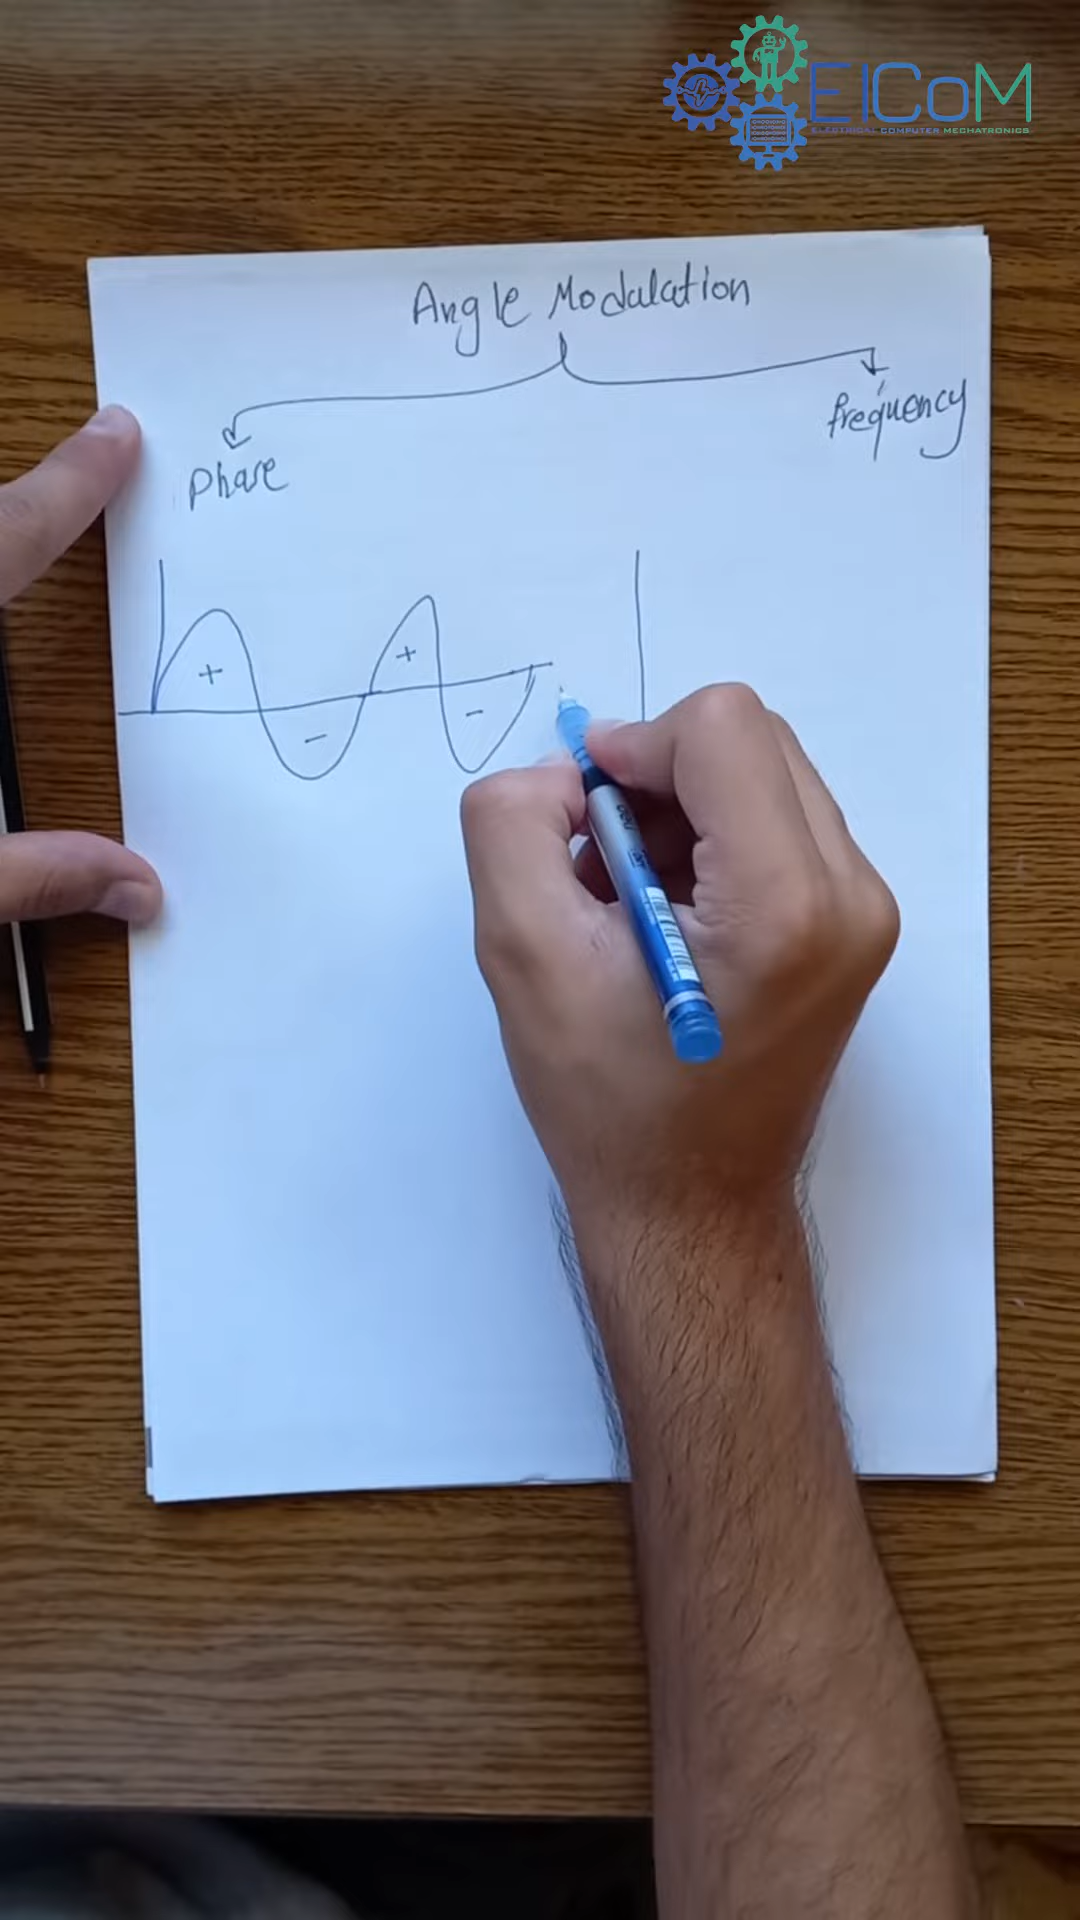 EICoM
ELECTRICAL COMPUTER MECHATRONICS
Angle Modulation
Phase
frequency
+
-
+
-